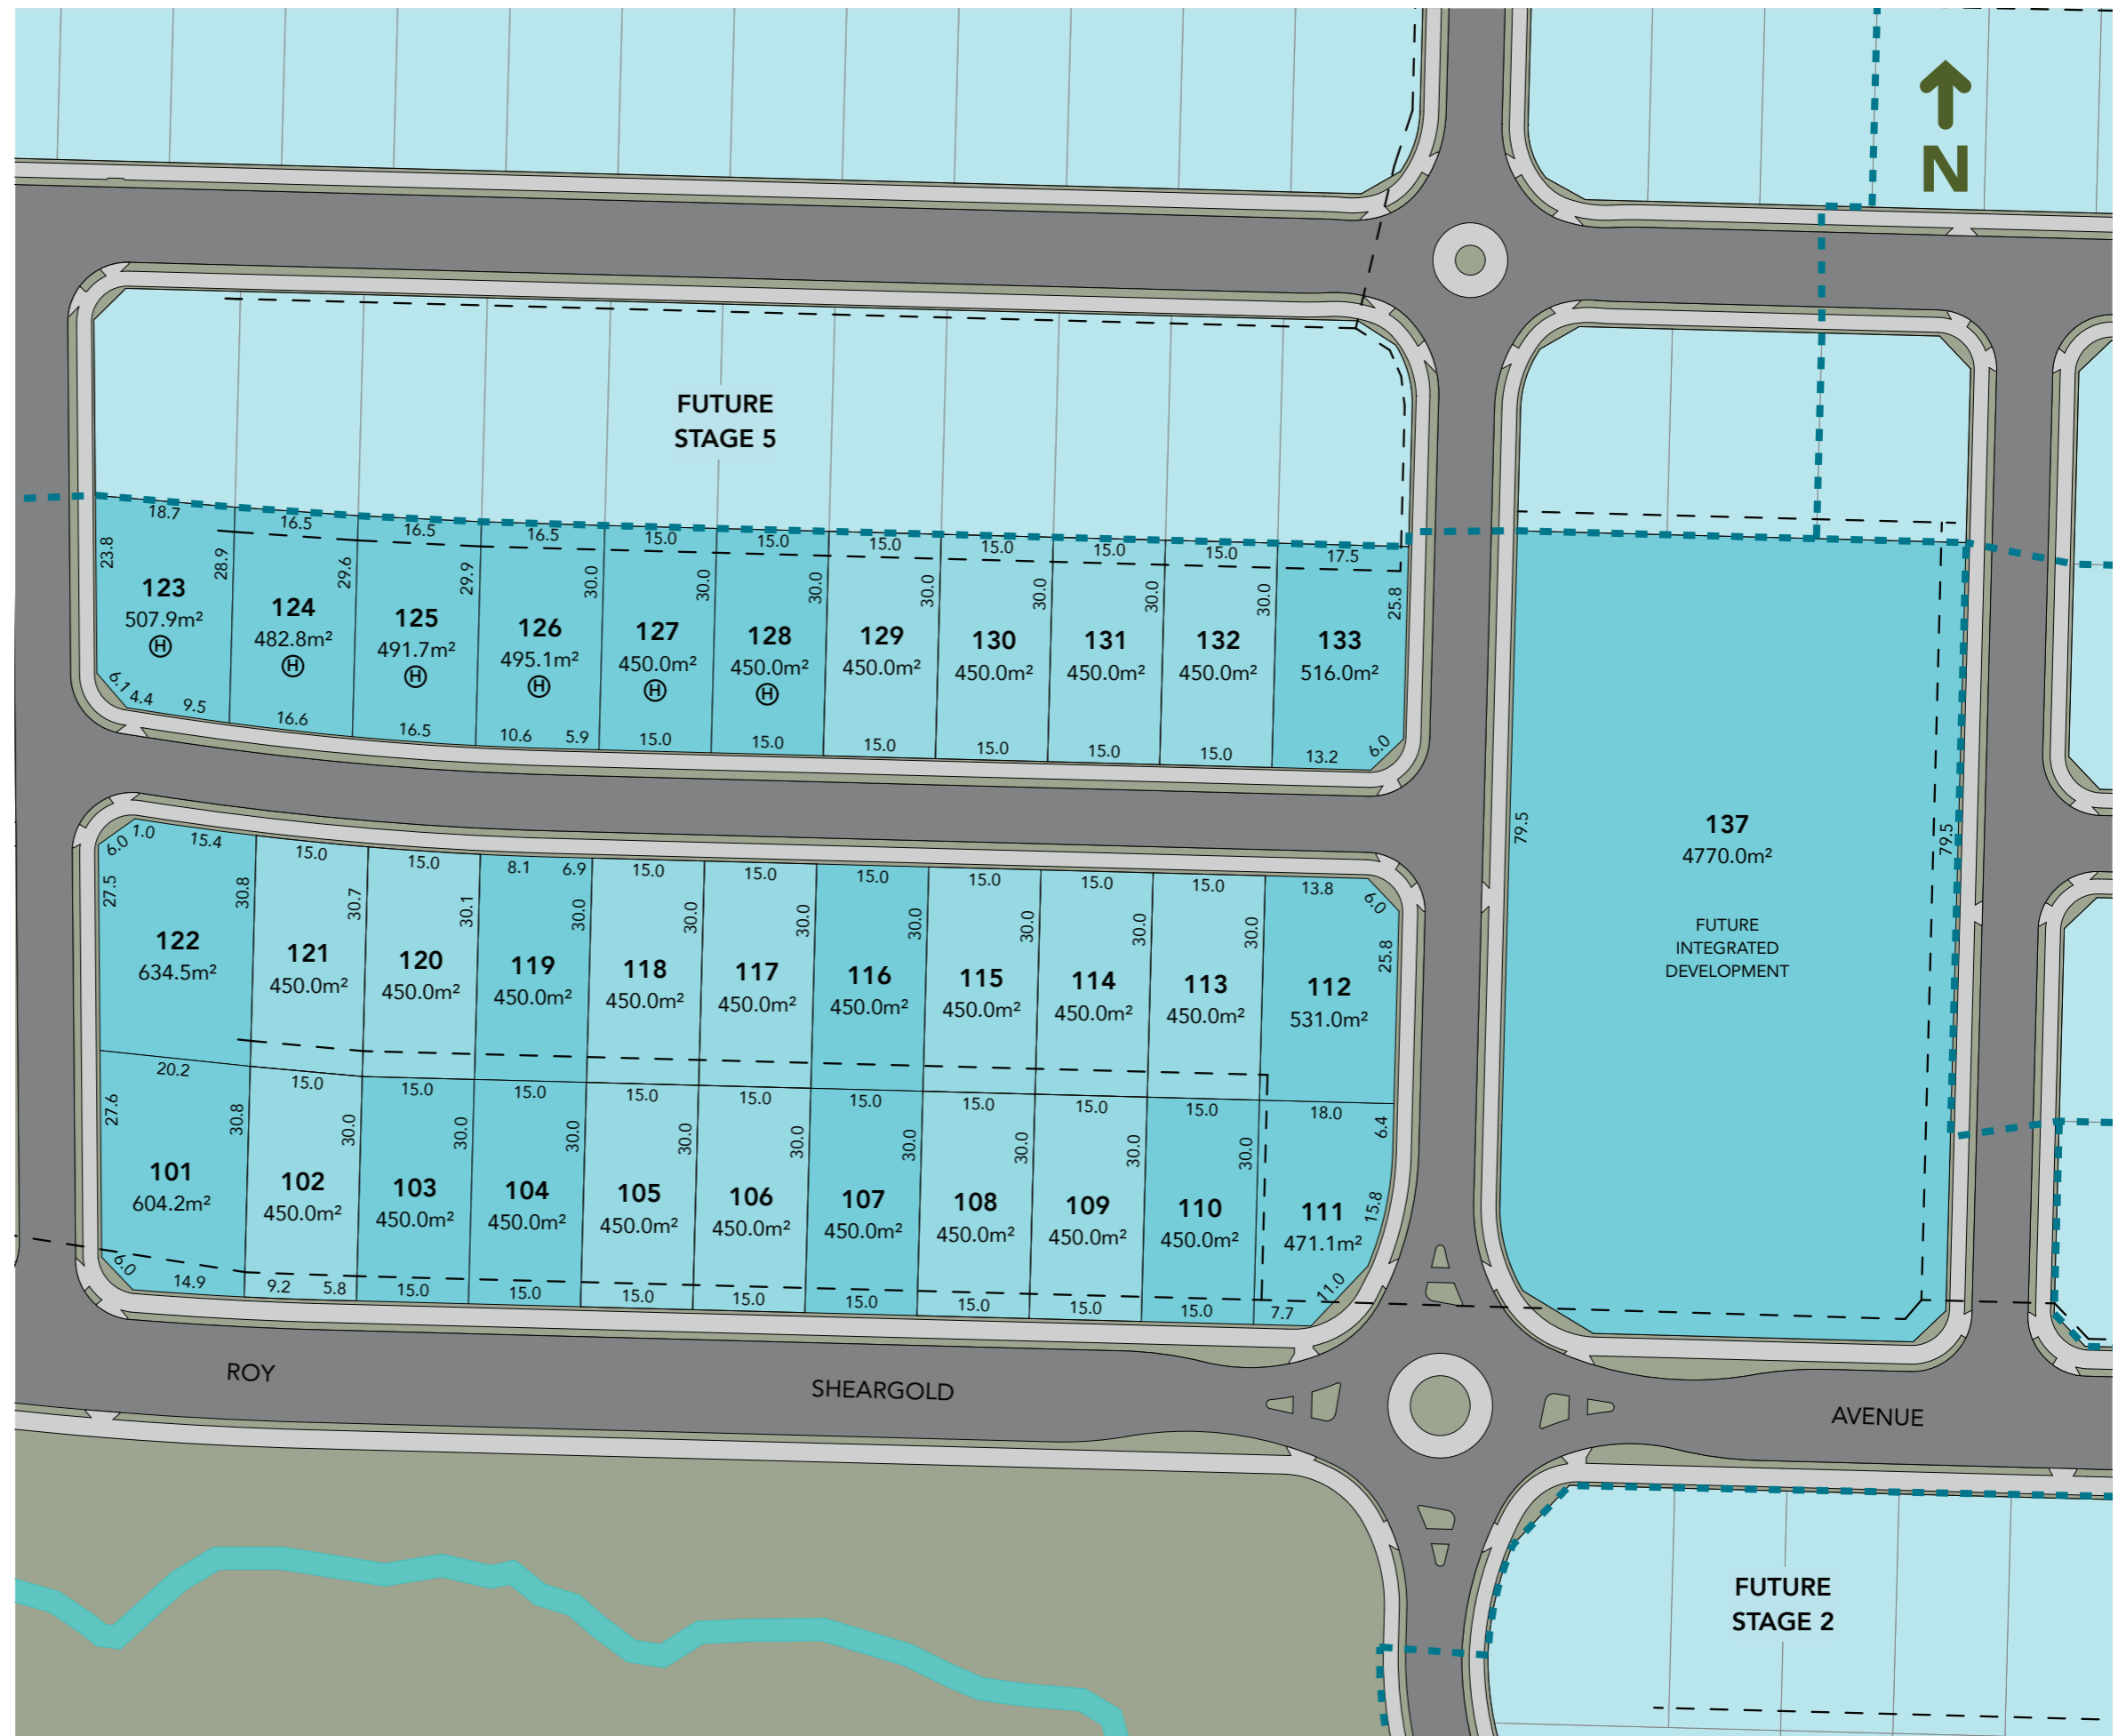 N
FUTURE
STAGE 5
18.7
16.5
16.5
16.5
15.0
15.0
15.0
15.0
15.0
15.0
17.5
23.8
28.9
29.6
29.9
30.0
30.0
30.0
30.0
30.0
30.0
30.0
25.8
123
507.9m²
H
124
482.8m²
H
125
491.7m²
H
126
495.1m²
H
127
450.0m²
H
128
450.0m²
H
129
450.0m²
130
450.0m²
131
450.0m²
132
450.0m²
133
516.0m²
6.1
4.4
9.5
16.6
16.5
10.6
5.9
15.0
15.0
15.0
15.0
15.0
15.0
13.2
6.0
137
4770.0m²
79.5
79.5
FUTURE
INTEGRATED
DEVELOPMENT
6.0
1.0
15.4
15.0
15.0
8.1
6.9
15.0
15.0
15.0
15.0
15.0
15.0
13.8
6.0
27.5
30.8
30.7
30.1
30.0
30.0
30.0
30.0
30.0
30.0
30.0
25.8
122
634.5m²
121
450.0m²
120
450.0m²
119
450.0m²
118
450.0m²
117
450.0m²
116
450.0m²
115
450.0m²
114
450.0m²
113
450.0m²
112
531.0m²
20.2
15.0
15.0
15.0
15.0
15.0
15.0
15.0
15.0
15.0
18.0
27.6
30.8
30.0
30.0
30.0
30.0
30.0
30.0
30.0
30.0
30.0
6.4
101
604.2m²
102
450.0m²
103
450.0m²
104
450.0m²
105
450.0m²
106
450.0m²
107
450.0m²
108
450.0m²
109
450.0m²
110
450.0m²
111
471.1m²
15.8
11.0
6.0
14.9
9.2
5.8
15.0
15.0
15.0
15.0
15.0
15.0
15.0
15.0
7.7
ROY SHEARGOLD AVENUE
FUTURE
STAGE 2